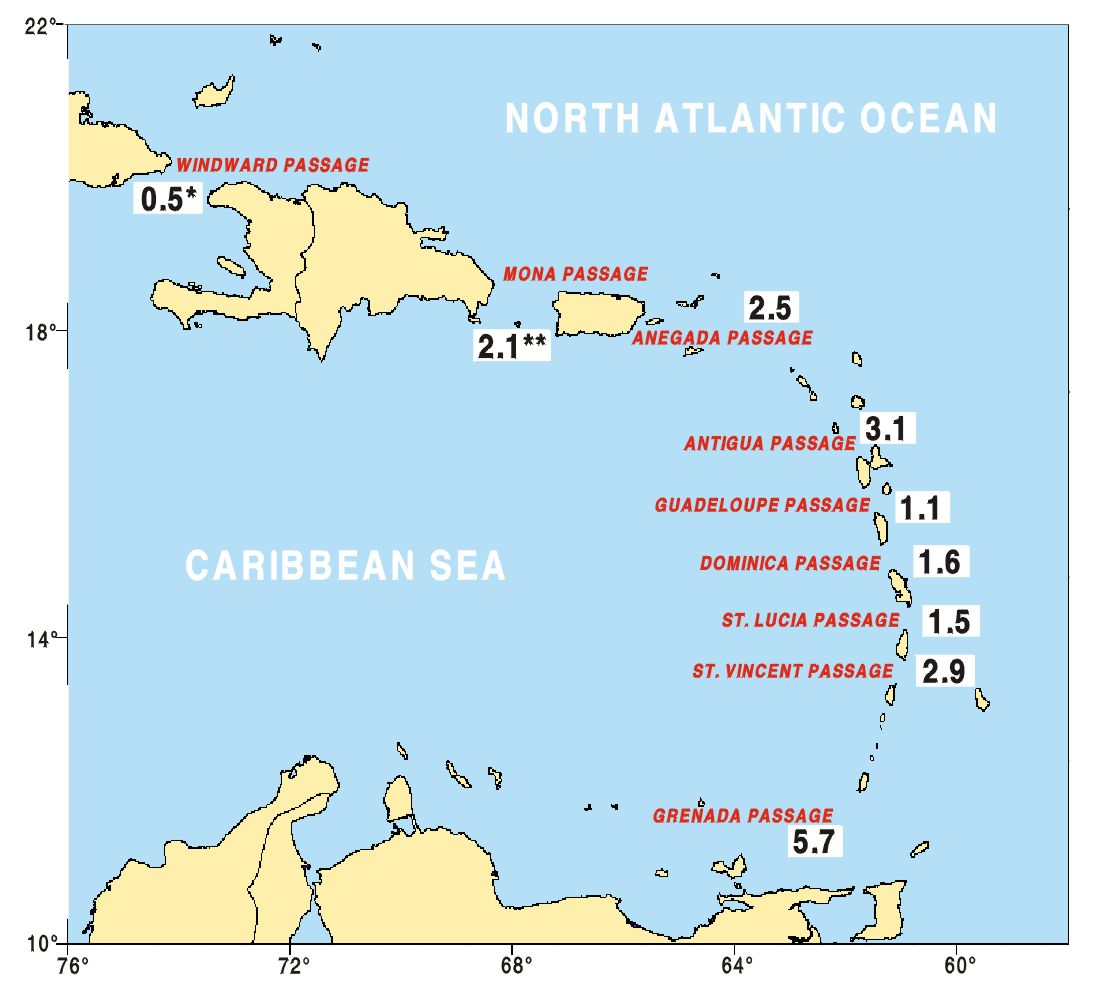 22°
NORTH ATLANTIC OCEAN
WINDWARD PASSAGE
0.5*
MONA PASSAGE
2.5
18°
2.1**
ANEGADA PASSAGE
3.1
ANTIGUA PASSAGE
GUADELOUPE PASSAGE
1.1
CARIBBEAN SEA
DOMINICA PASSAGE
1.6
ST. LUCIA PASSAGE
1.5
14°
ST. VINCENT PASSAGE
2.9
GRENADA PASSAGE
5.7
10°
76°
72°
68°
64°
60°